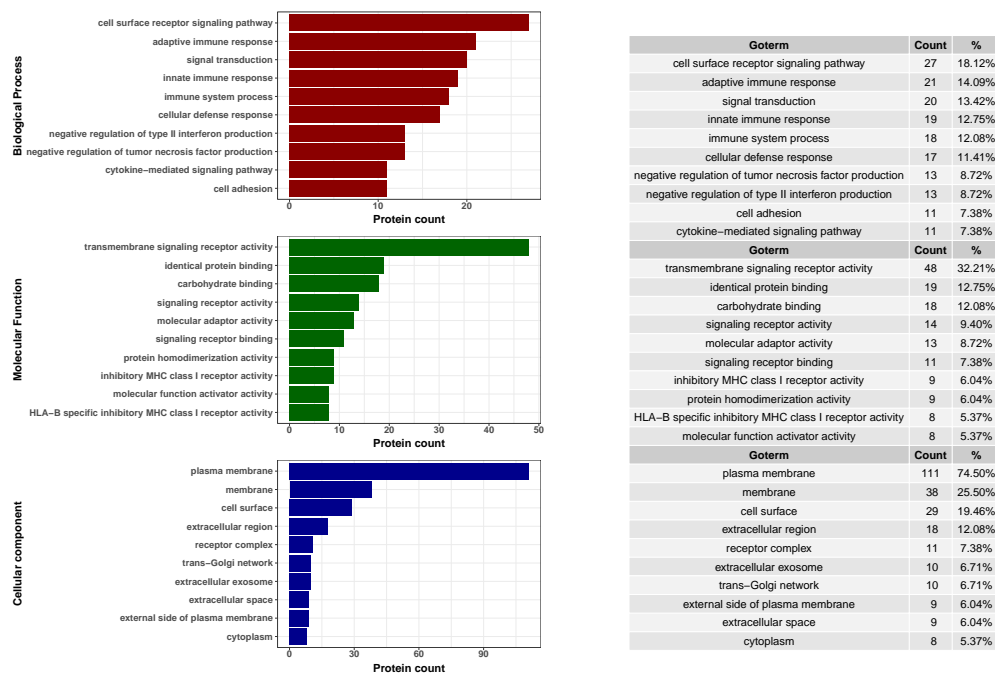 Biological Process
cell surface receptor signaling pathway
adaptive immune response
signal transduction
innate immune response
immune system process
cellular defense response
negative regulation of type II interferon production
negative regulation of tumor necrosis factor production
cytokine−mediated signaling pathway
cell adhesion
0 10 20
Protein count
Molecular Function
transmembrane signaling receptor activity
identical protein binding
carbohydrate binding
signaling receptor activity
molecular adaptor activity
signaling receptor binding
protein homodimerization activity
inhibitory MHC class I receptor activity
molecular function activator activity
HLA−B specific inhibitory MHC class I receptor activity
0 10 20 30 40 50
Protein count
Cellular component
plasma membrane
membrane
cell surface
extracellular region
receptor complex
trans−Golgi network
extracellular exosome
extracellular space
external side of plasma membrane
cytoplasm
0 30 60 90
Protein count
Goterm Count %
cell surface receptor signaling pathway 27 18.12%
adaptive immune response 21 14.09%
signal transduction 20 13.42%
innate immune response 19 12.75%
immune system process 18 12.08%
cellular defense response 17 11.41%
negative regulation of tumor necrosis factor production 13 8.72%
negative regulation of type II interferon production 13 8.72%
cell adhesion 11 7.38%
cytokine−mediated signaling pathway 11 7.38%
Goterm Count %
transmembrane signaling receptor activity 48 32.21%
identical protein binding 19 12.75%
carbohydrate binding 18 12.08%
signaling receptor activity 14 9.40%
molecular adaptor activity 13 8.72%
signaling receptor binding 11 7.38%
inhibitory MHC class I receptor activity 9 6.04%
protein homodimerization activity 9 6.04%
HLA−B specific inhibitory MHC class I receptor activity 8 5.37%
molecular function activator activity 8 5.37%
Goterm Count %
plasma membrane 111 74.50%
membrane 38 25.50%
cell surface 29 19.46%
extracellular region 18 12.08%
receptor complex 11 7.38%
extracellular exosome 10 6.71%
trans−Golgi network 10 6.71%
external side of plasma membrane 9 6.04%
extracellular space 9 6.04%
cytoplasm 8 5.37%